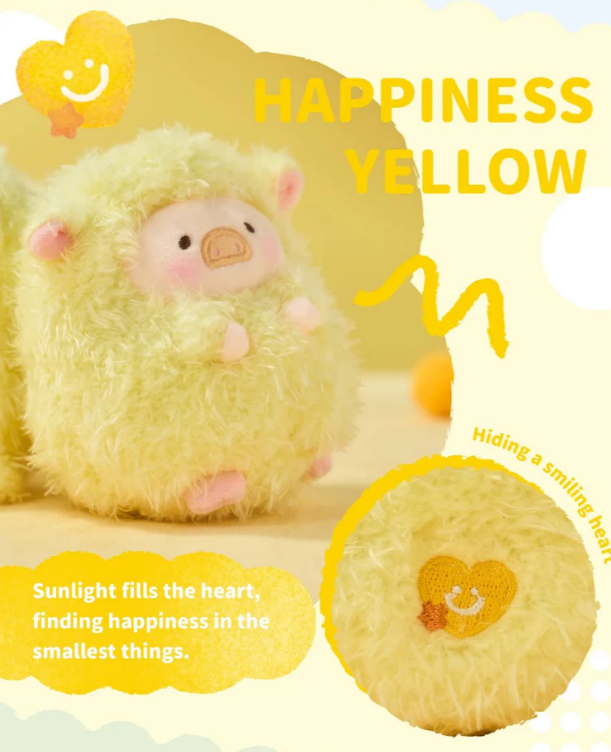 HAPPINESS
YELLOW
Hiding a smiling heart
Sunlight fills the heart,
finding happiness in the
smallest things.